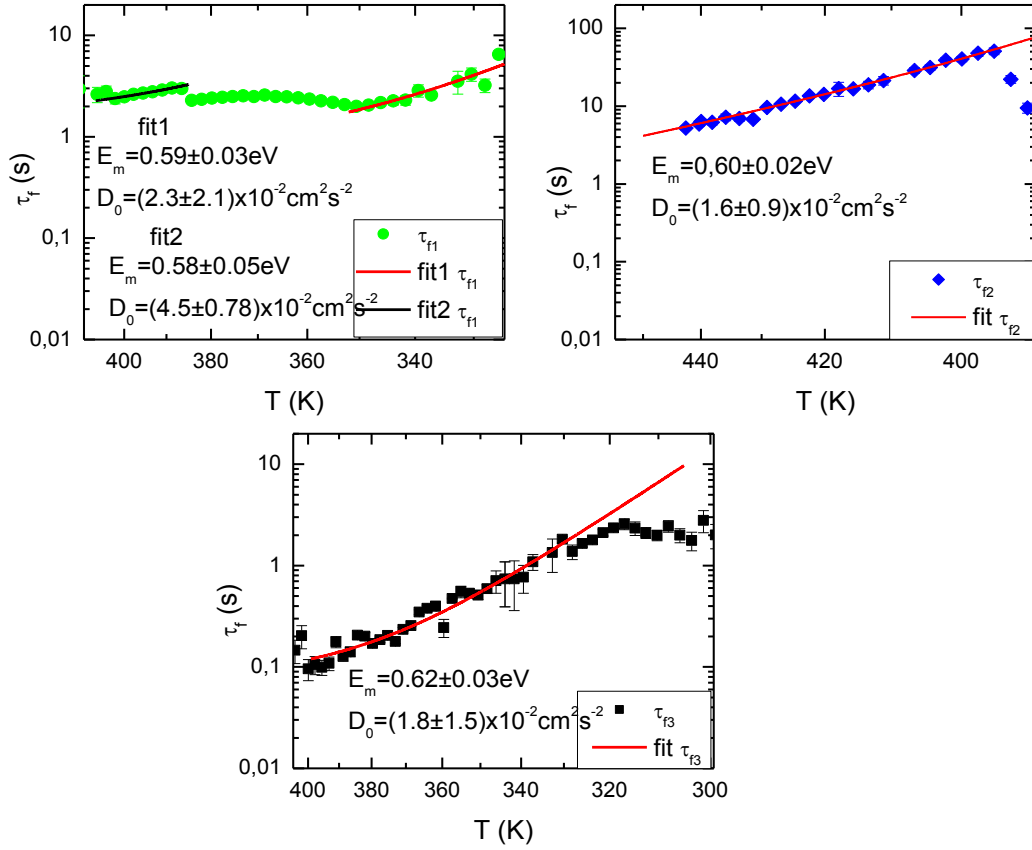 10
1
0,1
0,01
τf (s)
fit1
Em=0.59±0.03eV
D0=(2.3±2.1)x10-2cm2s-2
fit2
Em=0.58±0.05eV
D0=(4.5±0.78)x10-2cm2s-2
τf1
fit1 τf1
fit2 τf1
400 380 360 340
T (K)
100
10
1
0,1
0,01
τf (s)
Em=0,60±0.02eV
D0=(1.6±0.9)x10-2cm2s-2
τf2
fit τf2
440 420 400
T (K)
10
1
0,1
0,01
τf (s)
Em=0.62±0.03eV
D0=(1.8±1.5)x10-2cm2s-2
τf3
fit τf3
400 380 360 340 320 300
T (K)